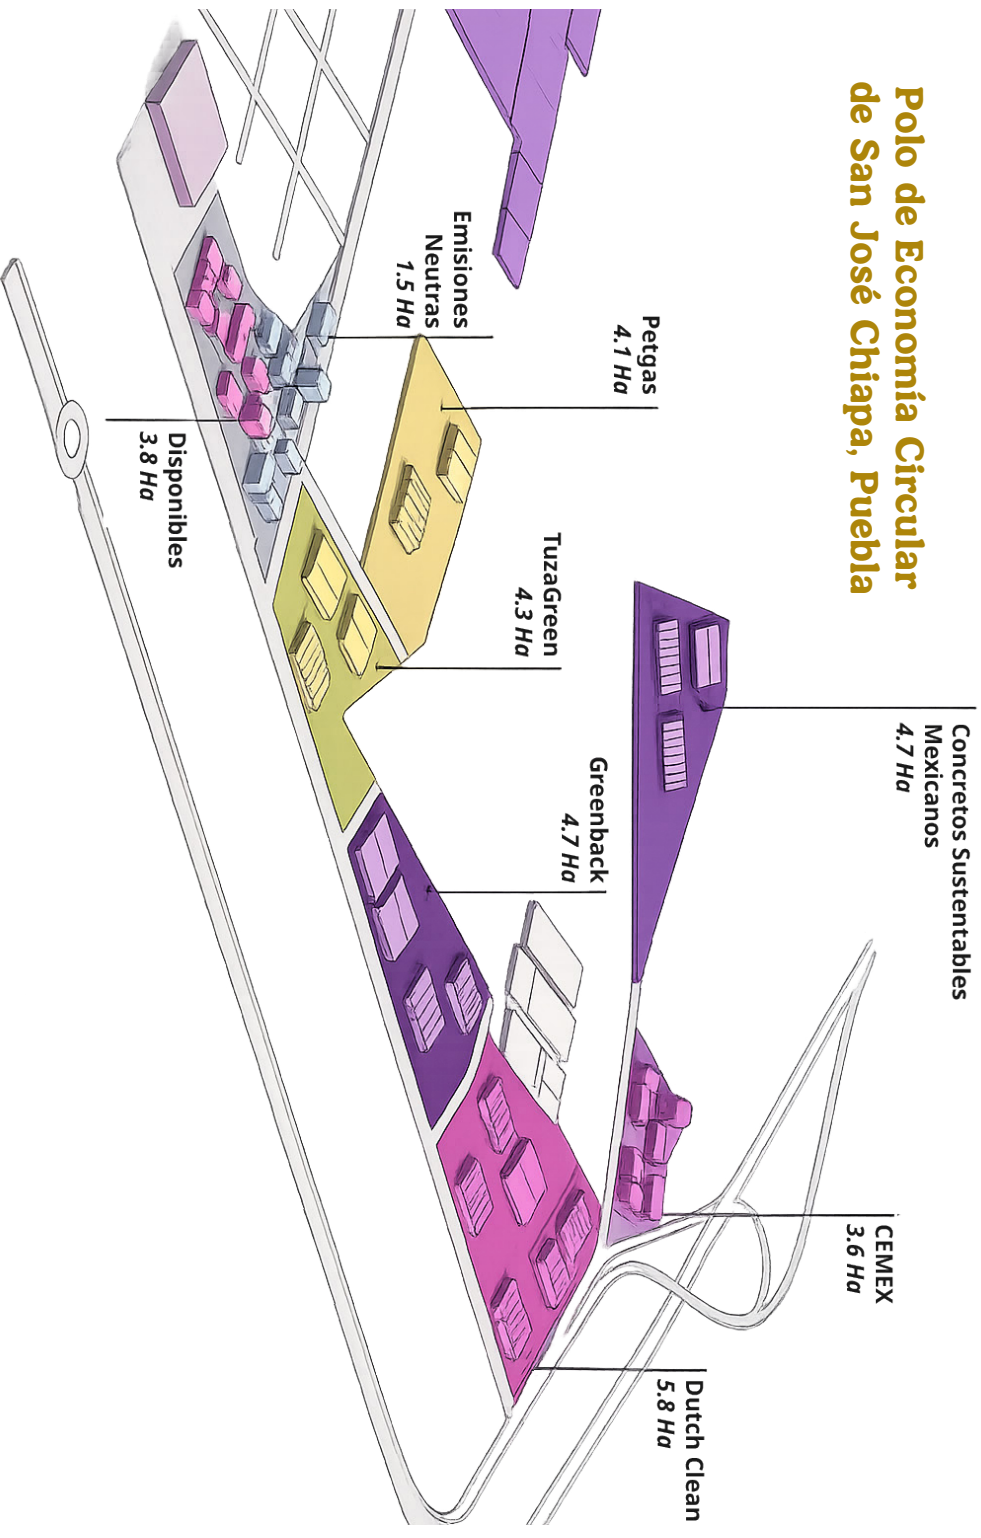 Polo de Economía Circular
de San José Chiapa, Puebla
Emisiones
Neutras
1.5 Ha
Petgas
4.1 Ha
Disponibles
3.8 Ha
TuzaGreen
4.3 Ha
Greenback
4.7 Ha
Concretos Sustentables
Mexicanos
4.7 Ha
CEMEX
3.6 Ha
Dutch Clean
5.8 Ha